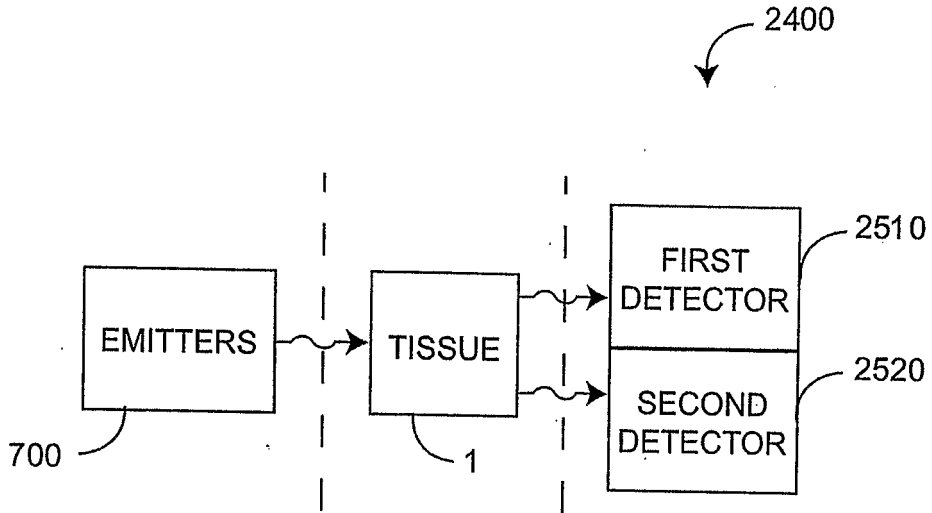 2400
2510
FIRST
DETECTOR
EMITTERS
TISSUE
2520
SECOND
DETECTOR
700
1